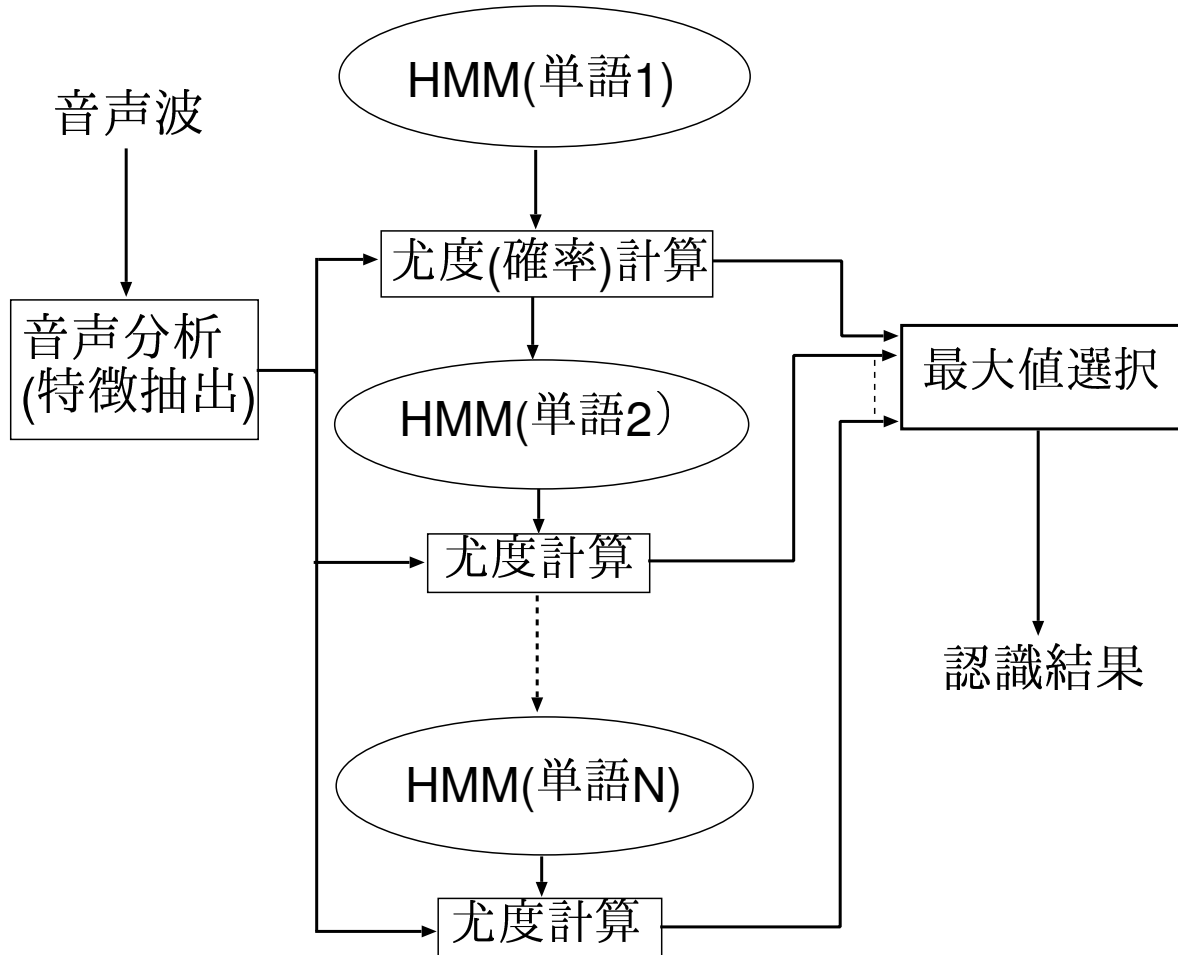 HMM(単語1)
音声波
尤度(確率)計算
音声分析
(特徴抽出)
最大値選択
HMM(単語2）
尤度計算
認識結果
HMM(単語N)
尤度計算